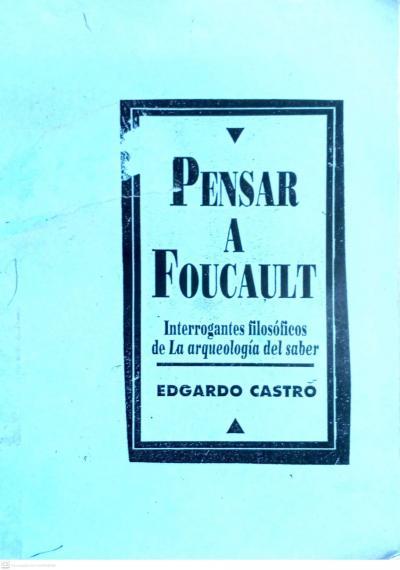 PENSAR
A
FOUCAULT
Interrogantes filosóficos
de La arqueología del saber
EDGARDO CASTRO